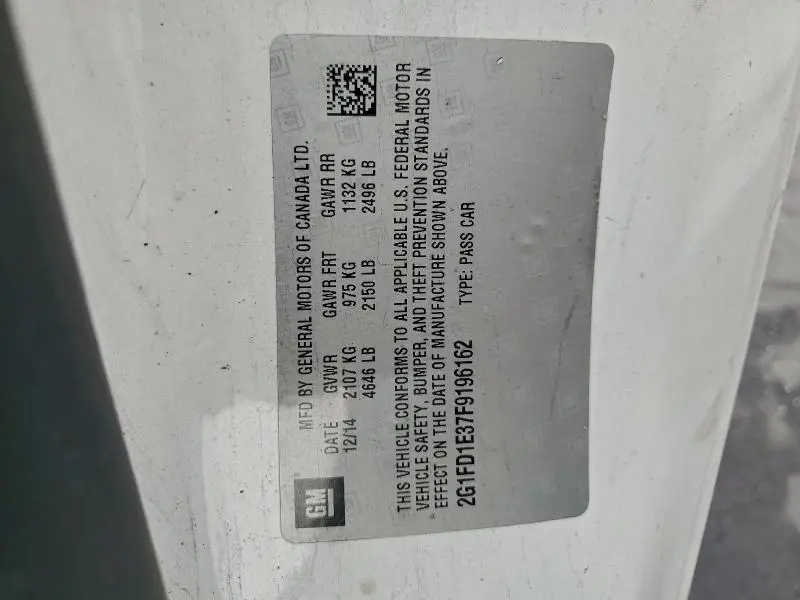 GM
MFD BY GENERAL MOTORS OF CANADA LTD.
DATE GVWR GAWR FRT GAWR RR
12/14 2107 KG 975 KG 1132 KG
4646 LB 2150 LB 2496 LB
THIS VEHICLE CONFORMS TO ALL APPLICABLE U.S. FEDERAL MOTOR
VEHICLE SAFETY, BUMPER, AND THEFT PREVENTION STANDARDS IN
EFFECT ON THE DATE OF MANUFACTURE SHOWN ABOVE.
2G1FD1E37F9196162 TYPE: PASS CAR